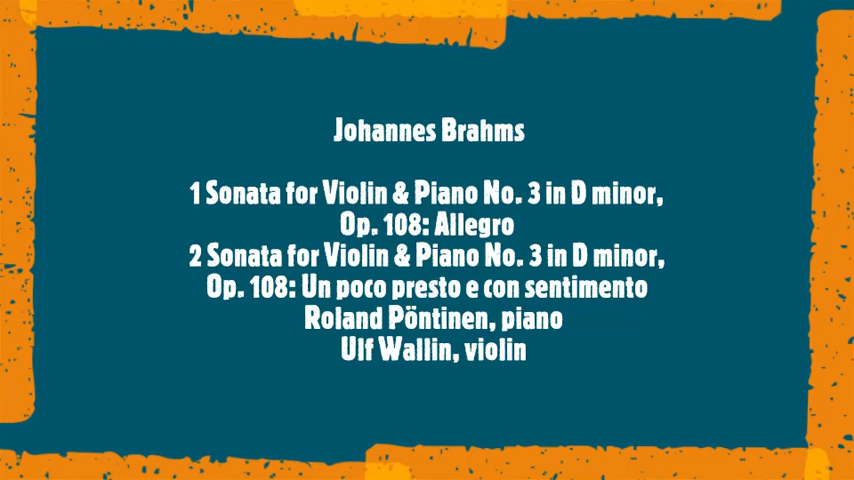 Johannes Brahms
1 Sonata for Violin & Piano No. 3 in D minor,
Op. 108: Allegro
2 Sonata for Violin & Piano No. 3 in D minor,
Op. 108: Un poco presto e con sentimento
Roland Pöntinen, piano
Ulf Wallin, violin